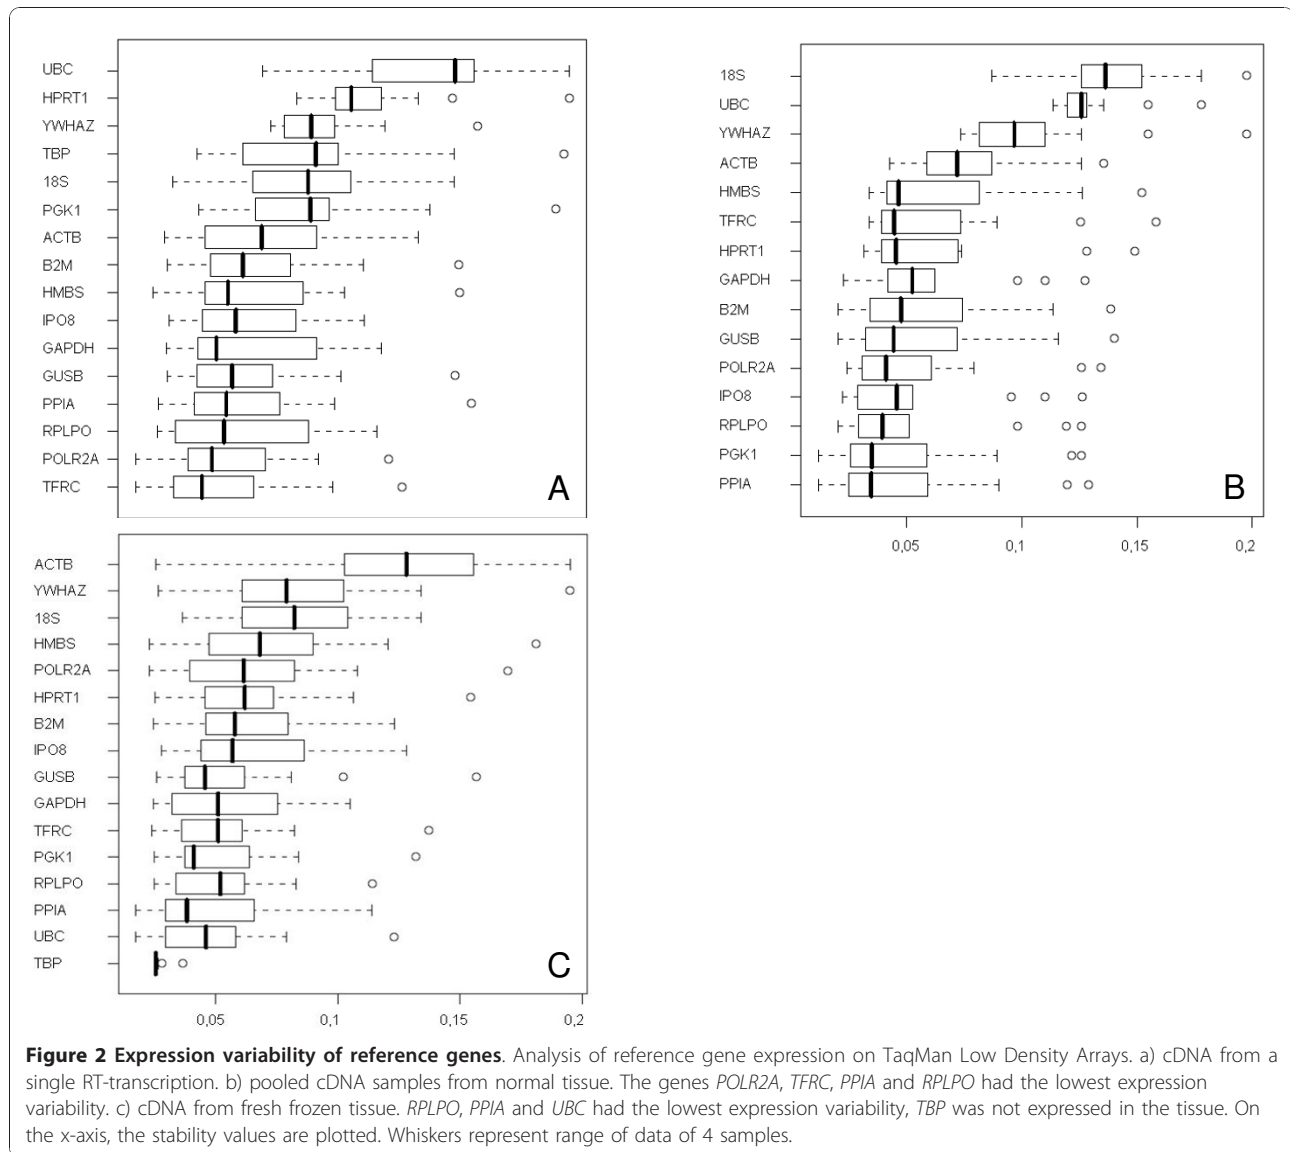 UBC
HPRT1
YWHAZ
TBP
18S
PGK1
ACTB
B2M
HMBS
IPO8
GAPDH
GUSB
PPIA
RPLPO
POLR2A
TFRC
A
18S
UBC
YWHAZ
ACTB
HMBS
TFRC
HPRT1
GAPDH
B2M
GUSB
POLR2A
IPO8
RPLPO
PGK1
PPIA
B
0,05 0,1 0,15 0,2
ACTB
YWHAZ
18S
HMBS
POLR2A
HPRT1
B2M
IPO8
GUSB
GAPDH
TFRC
PGK1
RPLPO
PPIA
UBC
TBP
C
0,05 0,1 0,15 0,2
Figure 2 Expression variability of reference genes. Analysis of reference gene expression on TaqMan Low Density Arrays. a) cDNA from a
single RT-transcription. b) pooled cDNA samples from normal tissue. The genes POLR2A, TFRC, PPIA and RPLPO had the lowest expression
variability. c) cDNA from fresh frozen tissue. RPLPO, PPIA and UBC had the lowest expression variability, TBP was not expressed in the tissue. On
the x-axis, the stability values are plotted. Whiskers represent range of data of 4 samples.